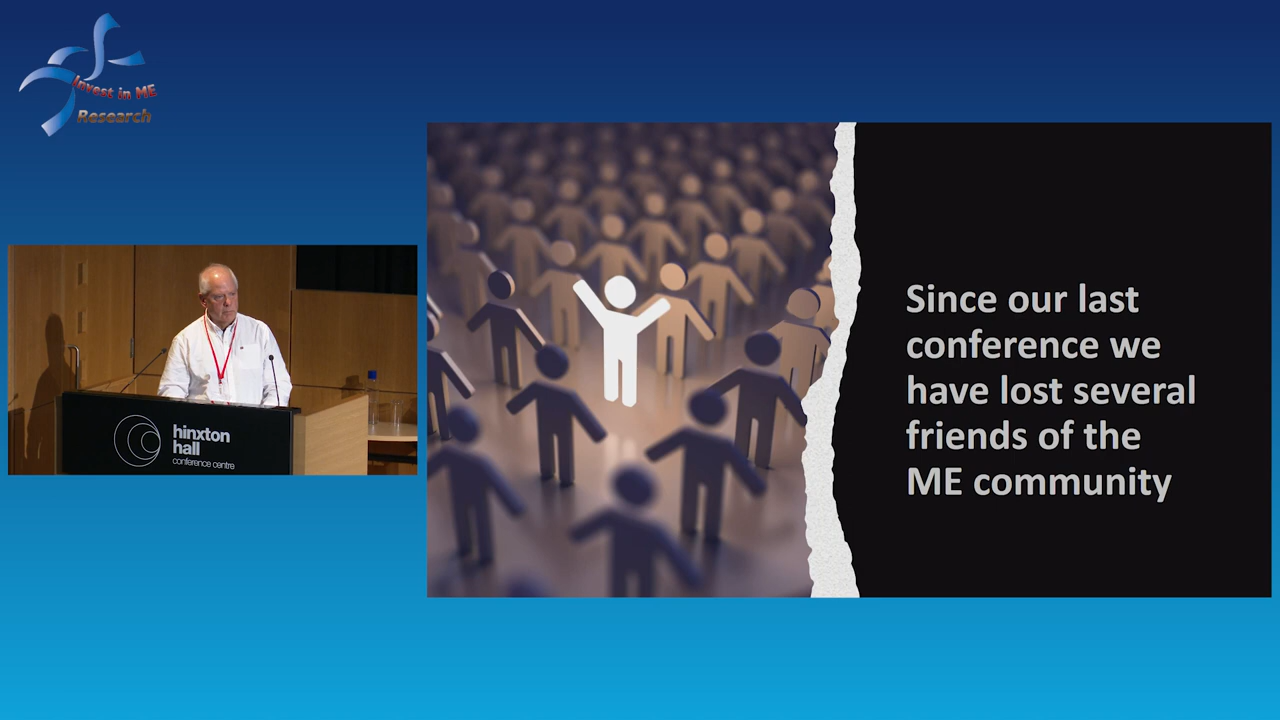 Invest in ME
Research
Since our last
conference we
have lost several
friends of the
ME community
hinxton
hall
conference centre